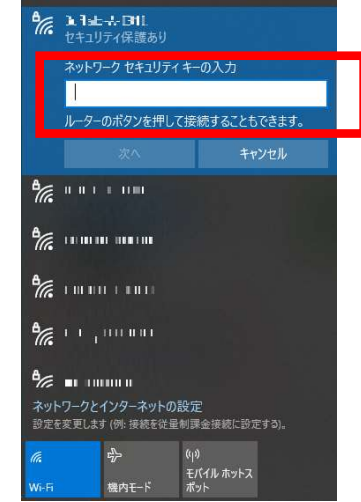 セキュリティ保護あり
ネットワーク セキュリティ キーの入力
ルーターのボタンを押して接続することもできます。
次へ
キャンセル
ネットワークとインターネットの設定
設定を変更します (例: 接続を従量制課金接続に設定する)。
Wi-Fi
機内モード
モバイル ホットス
ポット